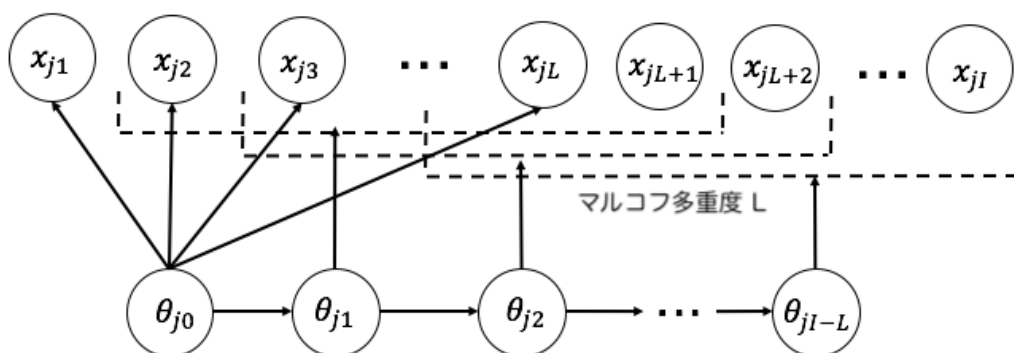 x_{j1} x_{j2} x_{j3} ⋯ x_{jL} x_{jL+1} x_{jL+2} ⋯ x_{jI}
マルコフ多重度 L
θ_{j0} θ_{j1} θ_{j2} ⋯ θ_{jI−L}